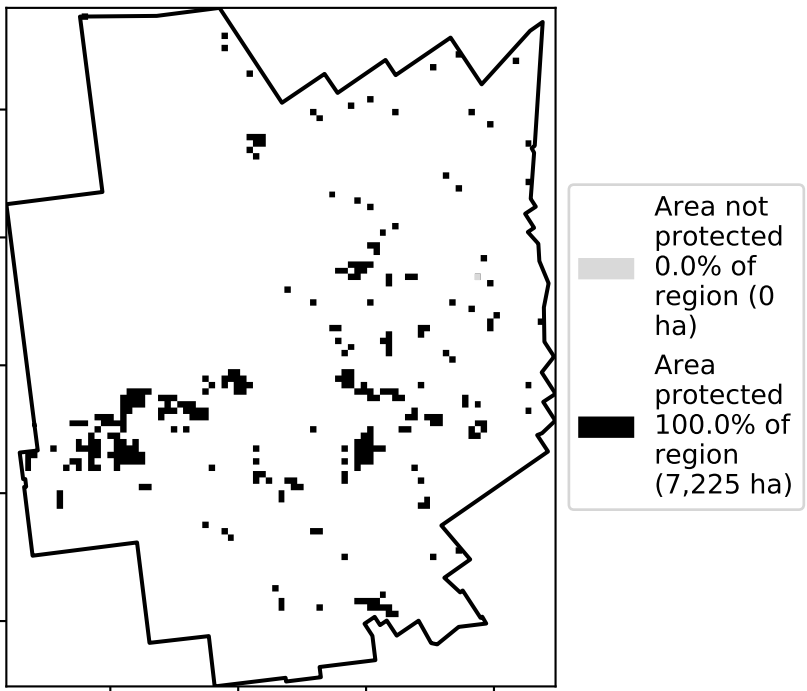 Area not
protected
0.0% of
region (0
ha)
Area
protected
100.0% of
region
(7,225 ha)